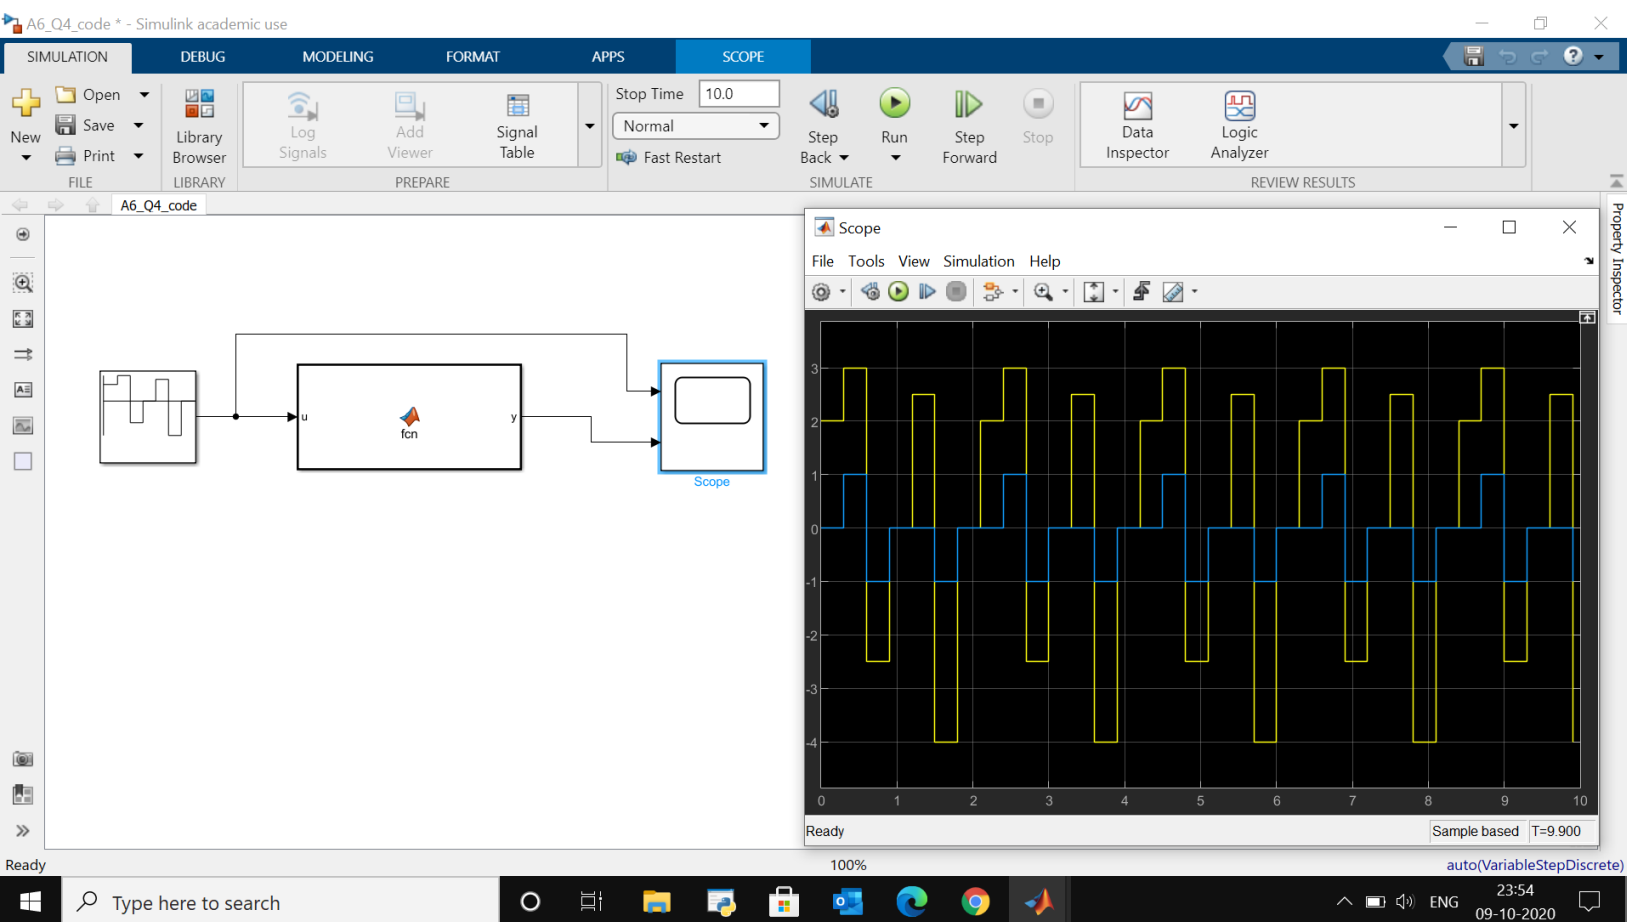 A6_Q4_code * - Simulink academic use
SIMULATION DEBUG MODELING FORMAT APPS SCOPE
New
Open
Save
Print
FILE
Library Browser
LIBRARY
Log Signals
Add Viewer
Signal Table
PREPARE
Stop Time 10.0
Normal
Fast Restart
Step Back
Run
Step Forward
Stop
SIMULATE
Data Inspector
Logic Analyzer
REVIEW RESULTS
A6_Q4_code
Property Inspector
u
fcn
y
Scope
Scope
File Tools View Simulation Help
3
2
1
0
-1
-2
-3
-4
0 1 2 3 4 5 6 7 8 9 10
Ready
Sample based T=9.900
Ready
100%
auto(VariableStepDiscrete)
Type here to search
ENG
23:54
09-10-2020